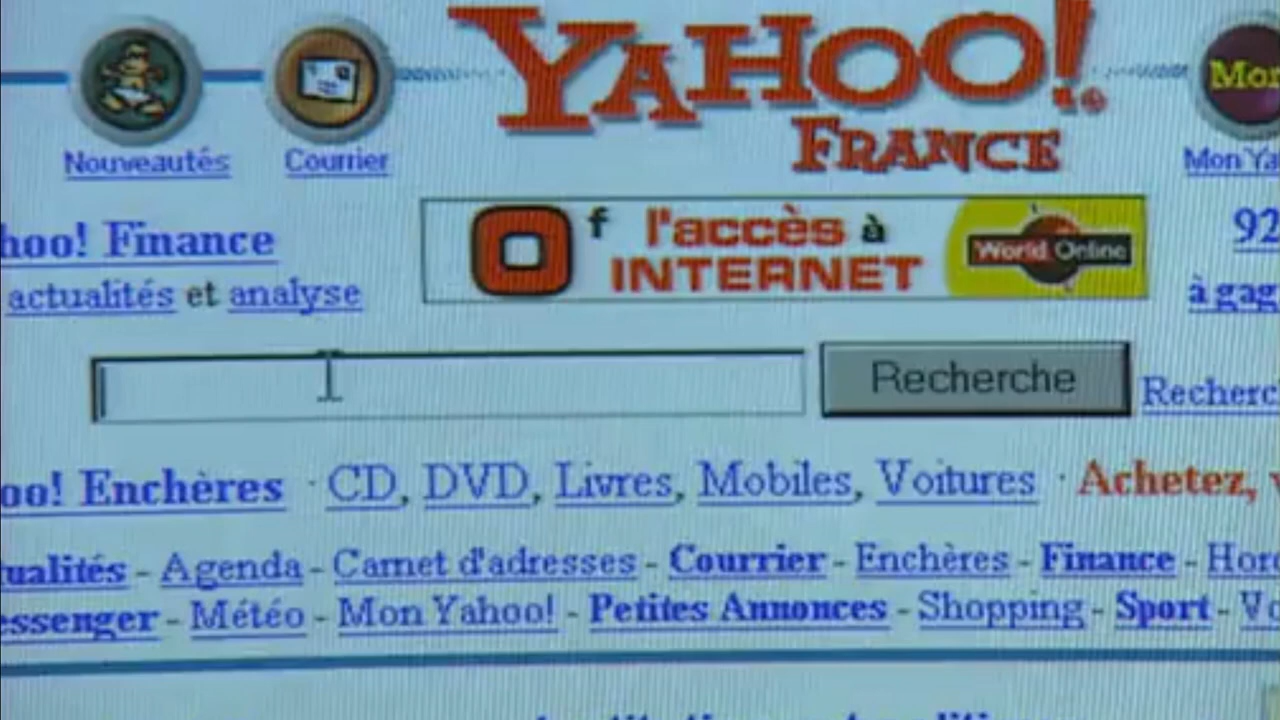 YAHOO!
FRANCE
Mon
Nouveautés Courrier Mon Ya
hoo! Finance
actualités et analyse
0 f l'accès à
INTERNET
World Online
92
à gag
Recherche Recherc
oo! Enchères · CD, DVD, Livres, Mobiles, Voitures · Achetez, v
tualités - Agenda - Carnet d'adresses - Courrier - Enchères - Finance - Horo
essenger - Météo - Mon Yahoo! - Petites Annonces - Shopping - Sport - Vo